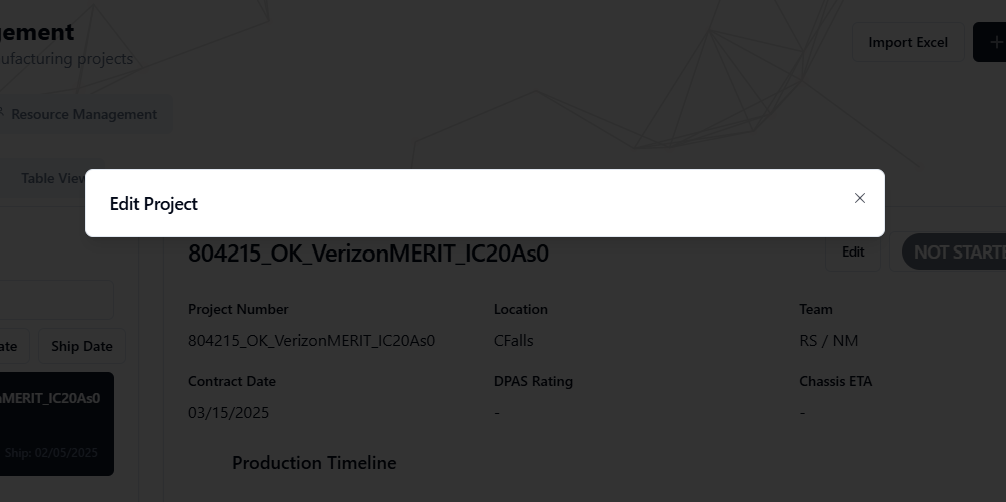 gement
ufacturing projects
Import Excel
Resource Management
Table View
Edit Project
804215_OK_VerizonMERIT_IC20As0
Edit
NOT STARTE
Project Number
Location
Team
804215_OK_VerizonMERIT_IC20As0
CFalls
RS / NM
ate
Ship Date
Contract Date
DPAS Rating
Chassis ETA
nMERIT_IC20As0
03/15/2025
-
-
Ship: 02/05/2025
Production Timeline